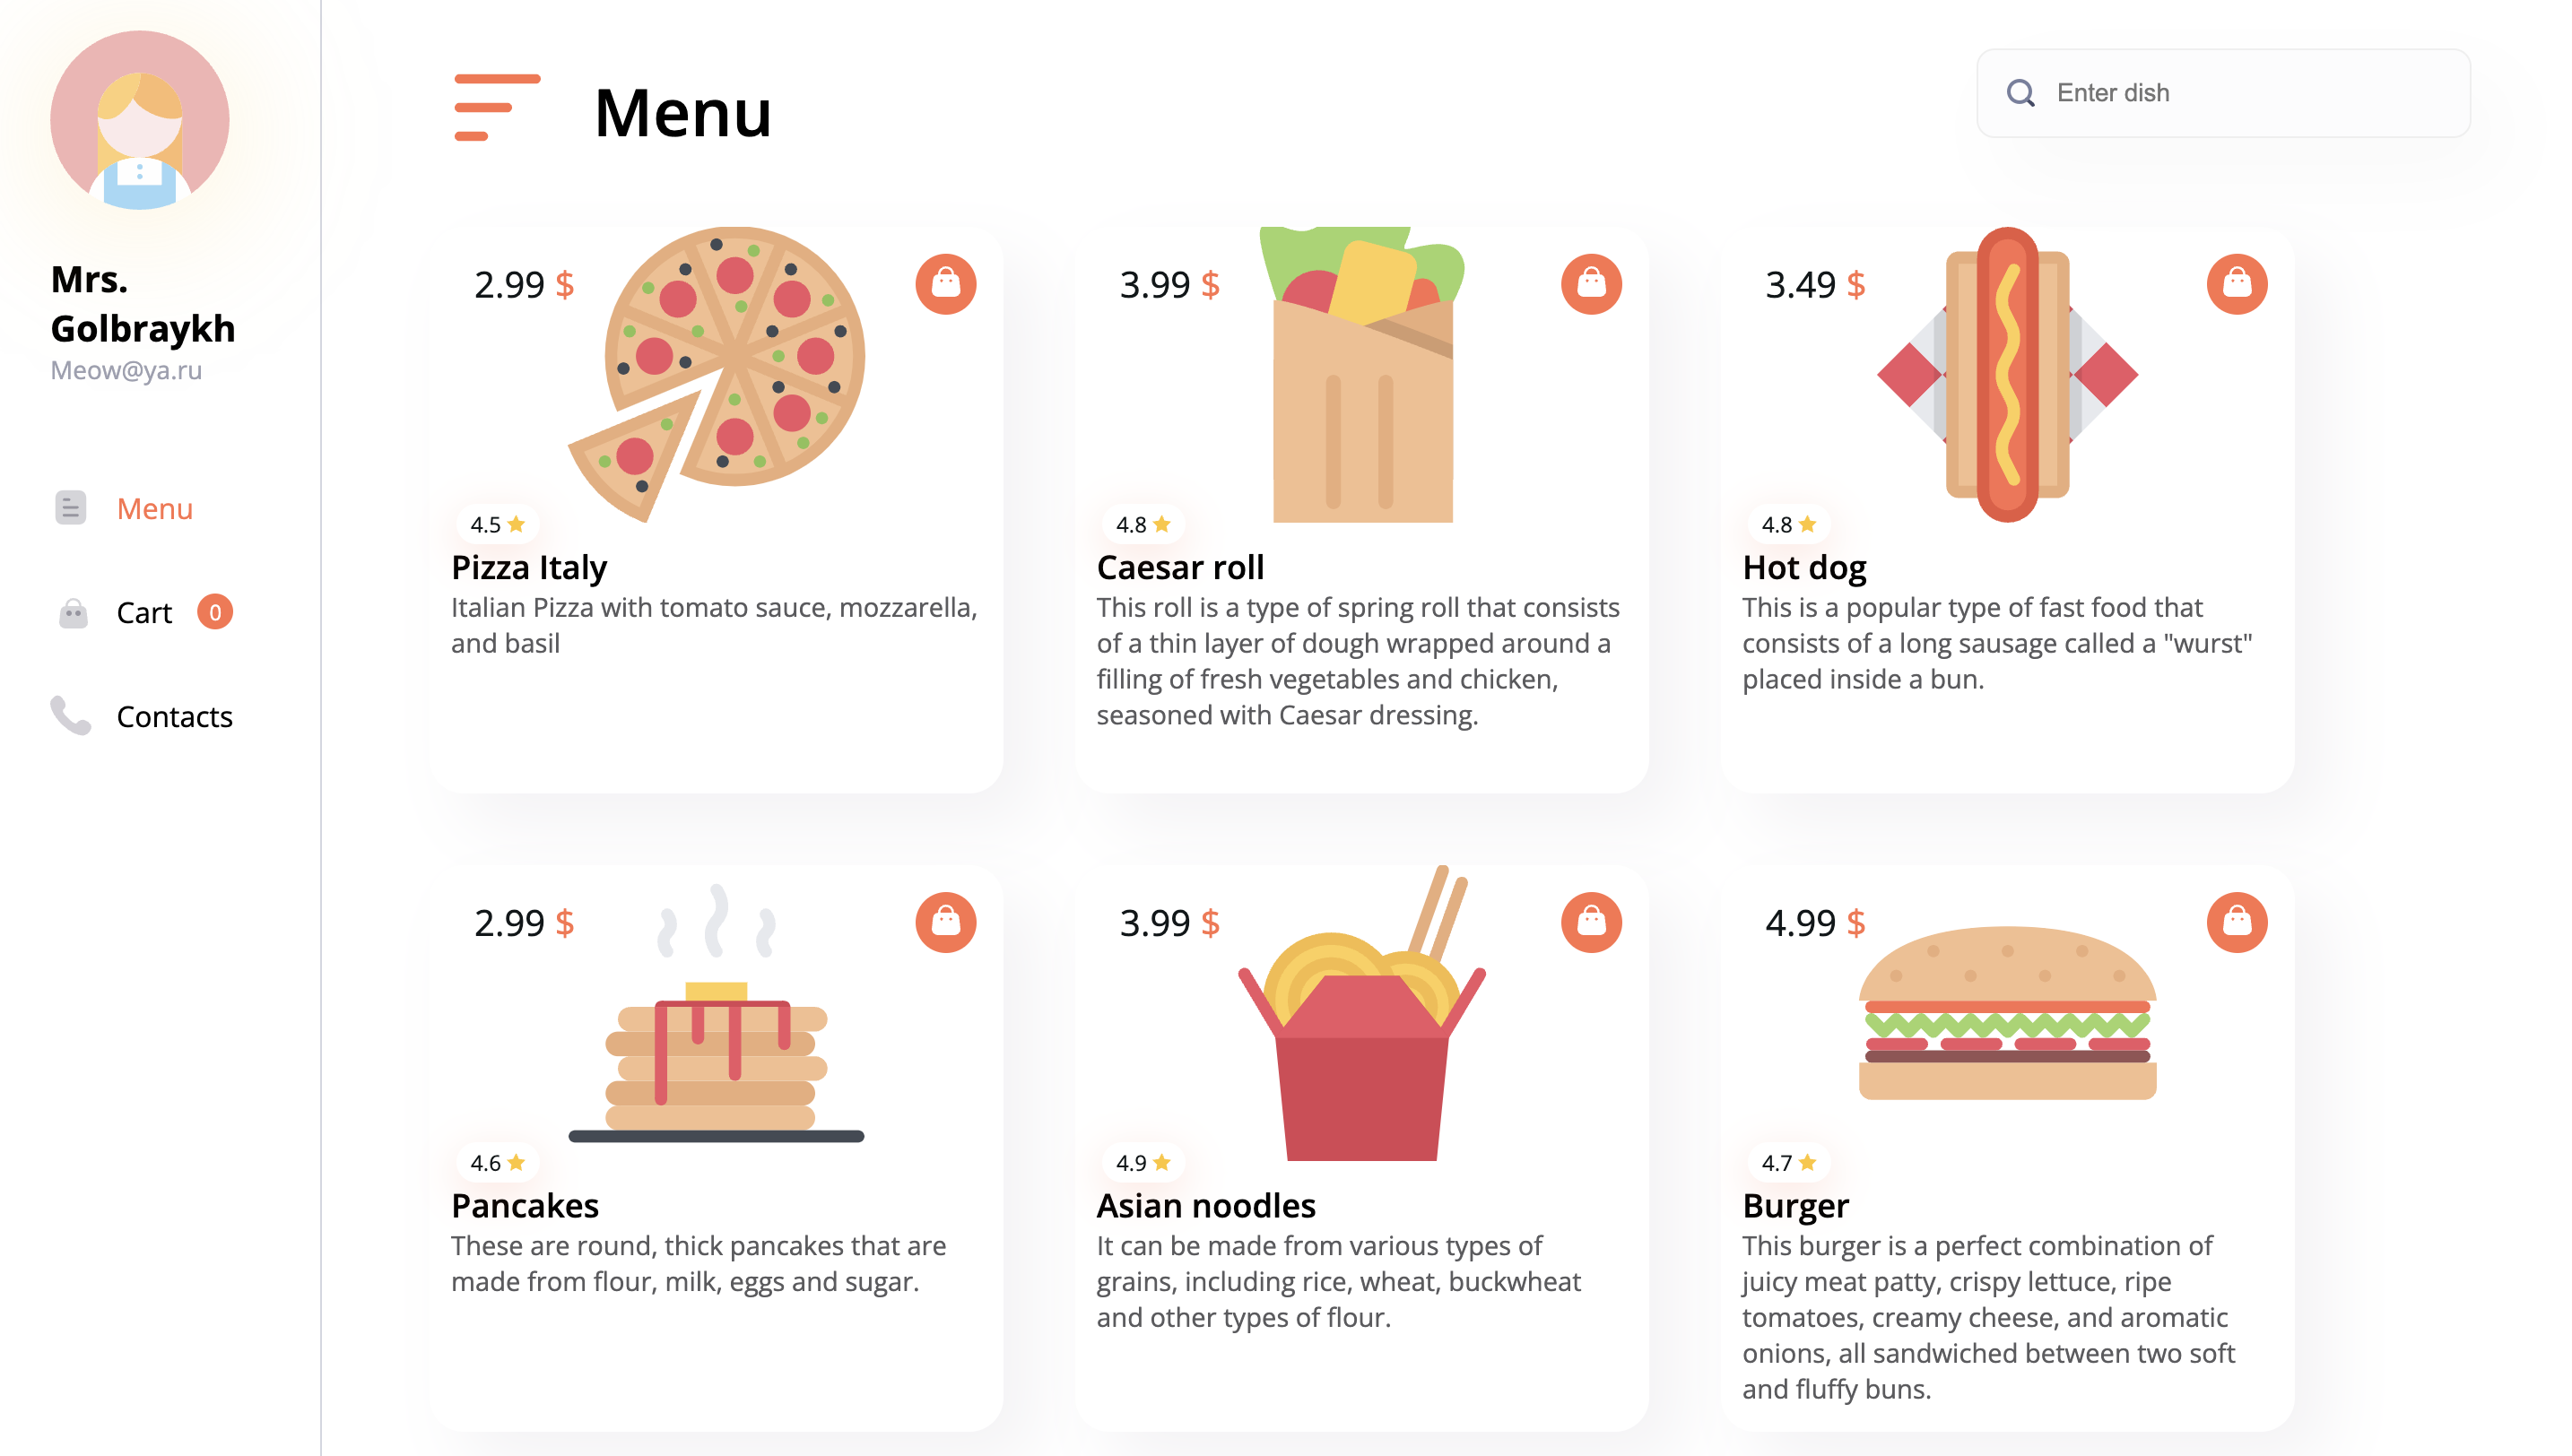 Mrs.
Golbraykh
Meow@ya.ru
Menu
Cart 0
Contacts
Menu
Enter dish
2.99 $
4.5
Pizza Italy
Italian Pizza with tomato sauce, mozzarella,
and basil
3.99 $
4.8
Caesar roll
This roll is a type of spring roll that consists
of a thin layer of dough wrapped around a
filling of fresh vegetables and chicken,
seasoned with Caesar dressing.
3.49 $
4.8
Hot dog
This is a popular type of fast food that
consists of a long sausage called a "wurst"
placed inside a bun.
2.99 $
4.6
Pancakes
These are round, thick pancakes that are
made from flour, milk, eggs and sugar.
3.99 $
4.9
Asian noodles
It can be made from various types of
grains, including rice, wheat, buckwheat
and other types of flour.
4.99 $
4.7
Burger
This burger is a perfect combination of
juicy meat patty, crispy lettuce, ripe
tomatoes, creamy cheese, and aromatic
onions, all sandwiched between two soft
and fluffy buns.